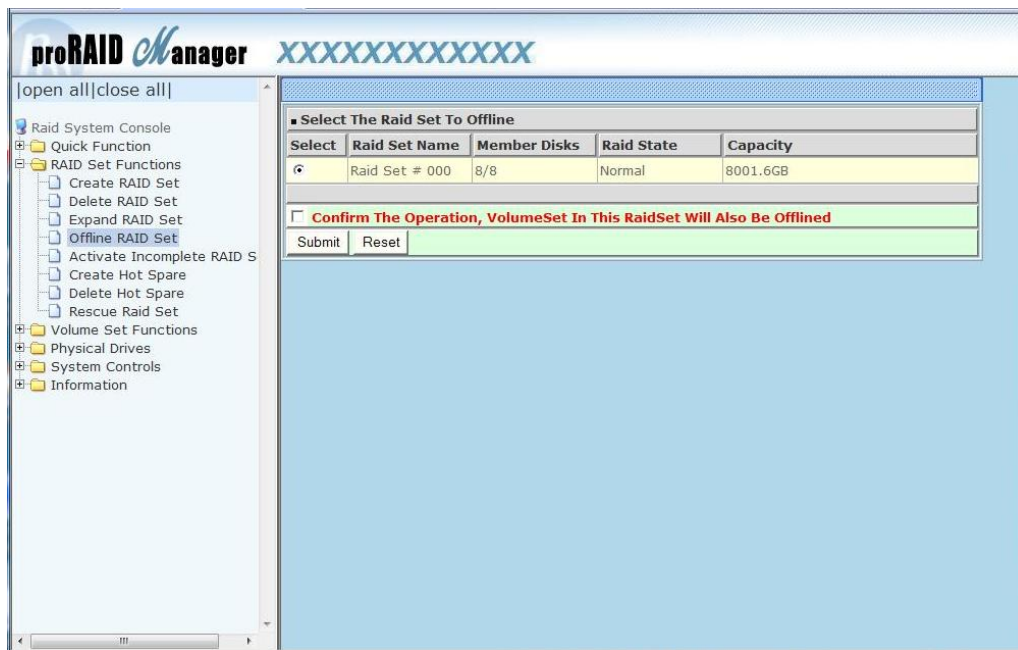 proRAID Manager XXXXXXXXXXXX
|open all|close all|
Raid System Console
Quick Function
RAID Set Functions
Create RAID Set
Delete RAID Set
Expand RAID Set
Offline RAID Set
Activate Incomplete RAID S
Create Hot Spare
Delete Hot Spare
Rescue Raid Set
Volume Set Functions
Physical Drives
System Controls
Information
Select The Raid Set To Offline
Select Raid Set Name Member Disks Raid State Capacity
Raid Set # 000 8/8 Normal 8001.6GB
Confirm The Operation, VolumeSet In This RaidSet Will Also Be Offlined
Submit Reset